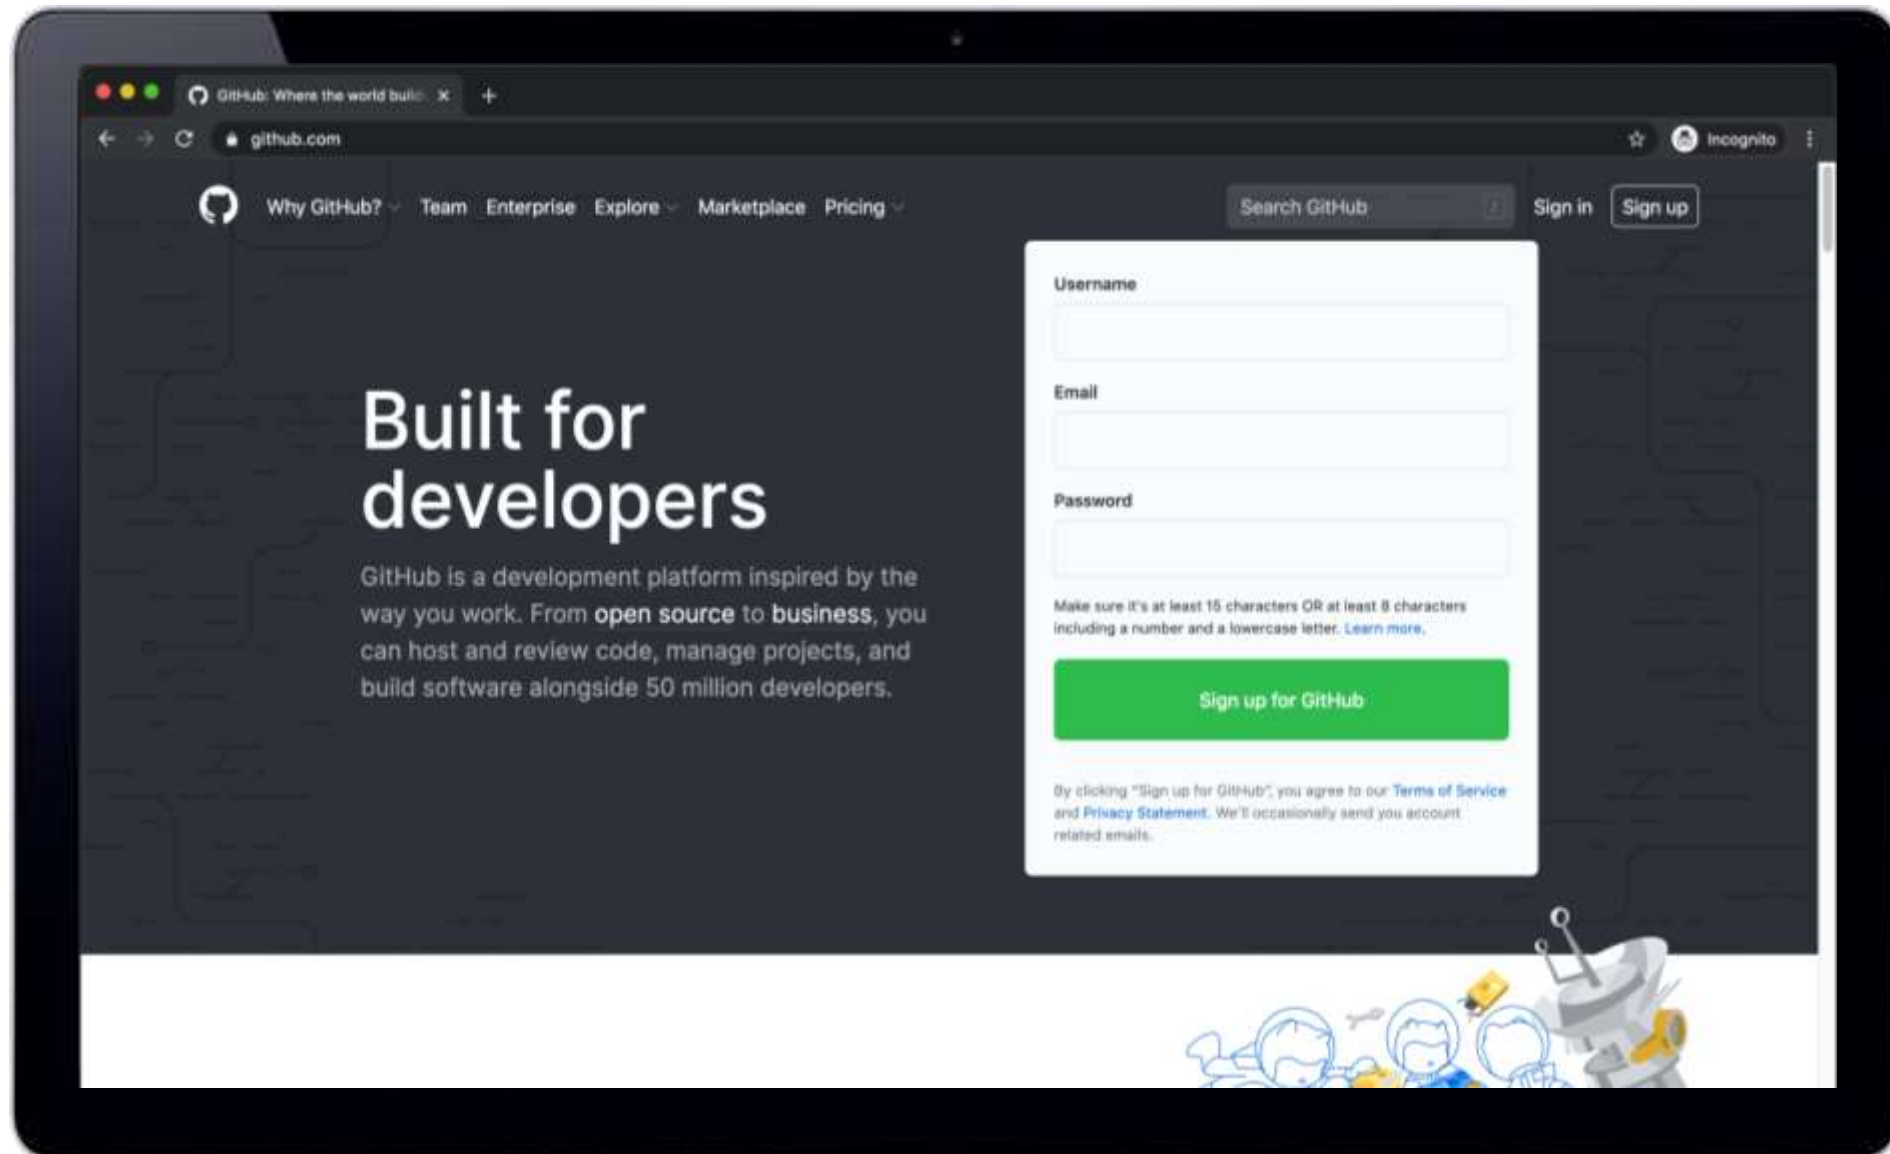 GitHub: Where the world build
github.com
Incognito
Why GitHub? Team Enterprise Explore Marketplace Pricing
Search GitHub /
Sign in Sign up
Built for
developers
GitHub is a development platform inspired by the
way you work. From open source to business, you
can host and review code, manage projects, and
build software alongside 50 million developers.
Username
Email
Password
Make sure it's at least 15 characters OR at least 8 characters
including a number and a lowercase letter. Learn more.
Sign up for GitHub
By clicking "Sign up for GitHub", you agree to our Terms of Service
and Privacy Statement. We'll occasionally send you account
related emails.